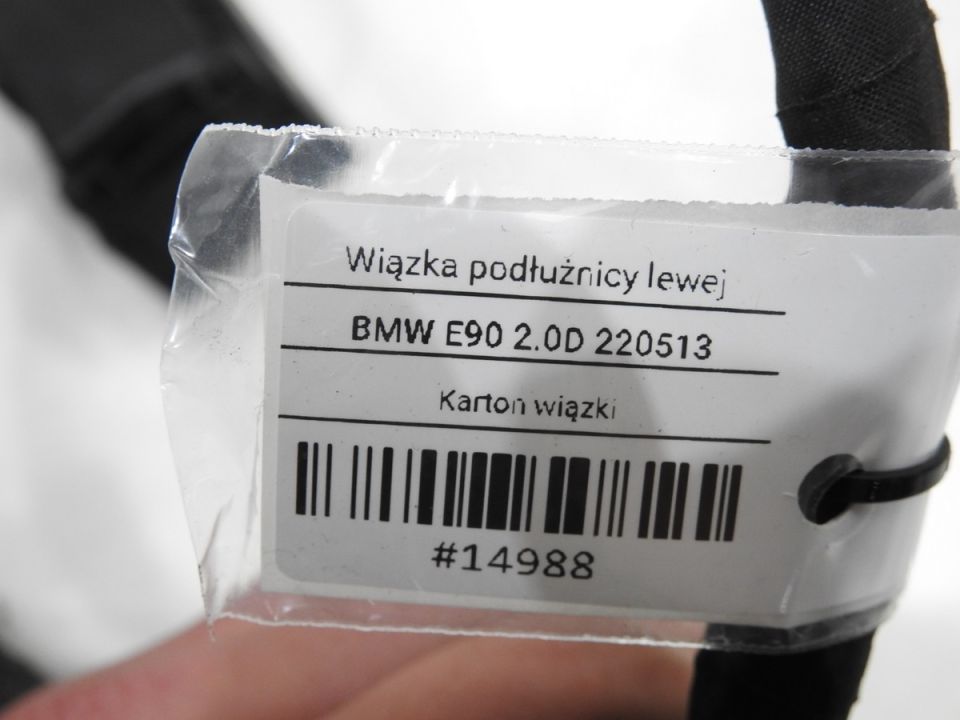 Wiązka podłużnicy lewej
BMW E90 2.0D 220513
Karton wiązki
#14988